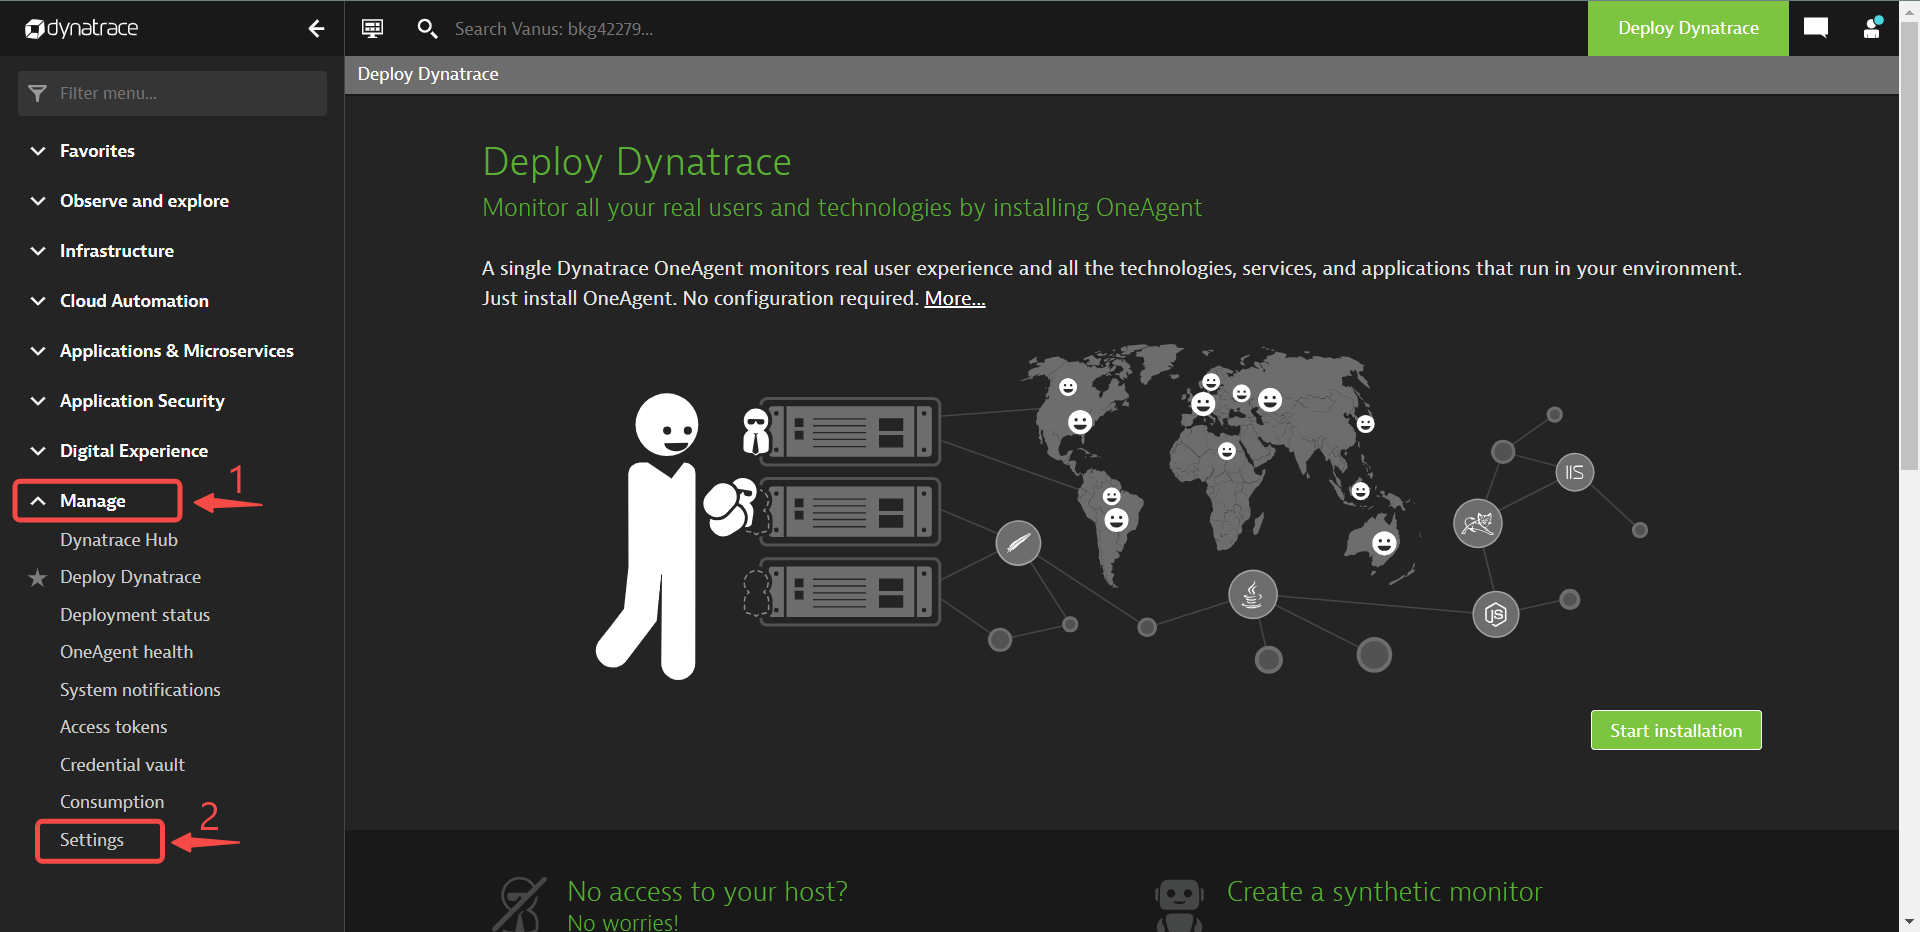 dynatrace
Search Vanus: bkg42279...
Deploy Dynatrace
Filter menu...
Deploy Dynatrace
Favorites
Observe and explore
Infrastructure
Cloud Automation
Applications & Microservices
Application Security
Digital Experience
1
Manage
Dynatrace Hub
Deploy Dynatrace
Deployment status
OneAgent health
System notifications
Access tokens
Credential vault
Consumption
2
Settings
Deploy Dynatrace
Monitor all your real users and technologies by installing OneAgent
A single Dynatrace OneAgent monitors real user experience and all the technologies, services, and applications that run in your environment.
Just install OneAgent. No configuration required. More...
IIS
JS
Start installation
No access to your host?
No worries!
Create a synthetic monitor